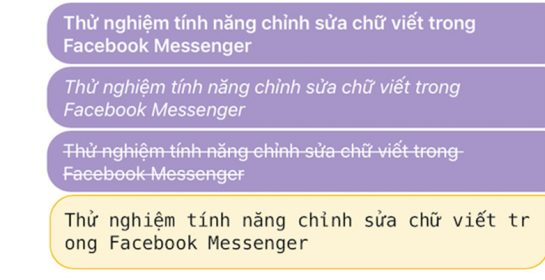 Thử nghiệm tính năng chỉnh sửa chữ viết trong
Facebook Messenger
Thử nghiệm tính năng chỉnh sửa chữ viết trong
Facebook Messenger
Thử nghiệm tính năng chỉnh sửa chữ viết trong
Facebook Messenger
Thử nghiệm tính năng chỉnh sửa chữ viết tr
ong Facebook Messenger